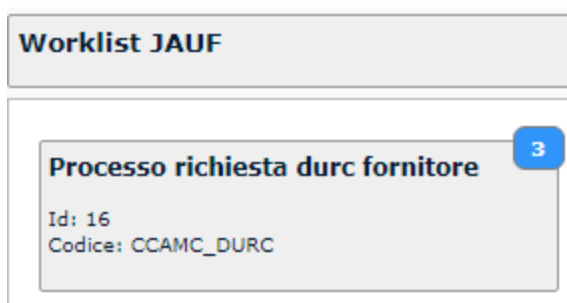 Worklist JAUF
3
Processo richiesta durc fornitore
Id: 16
Codice: CCAMC_DURC